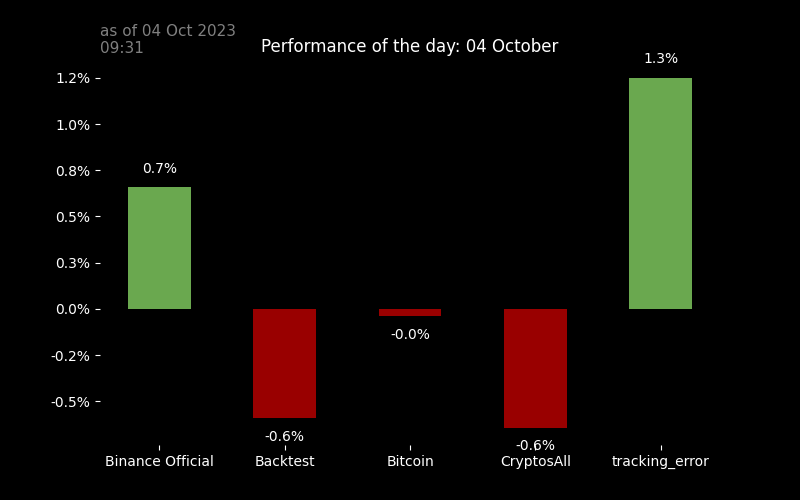 as of 04 Oct 2023
09:31
Performance of the day: 04 October
1.3%
1.2%
1.0%
0.8%
0.7%
0.5%
0.3%
0.0%
-0.0%
-0.2%
-0.5%
-0.6%
-0.6%
Binance Official
Backtest
Bitcoin
CryptosAll
tracking_error